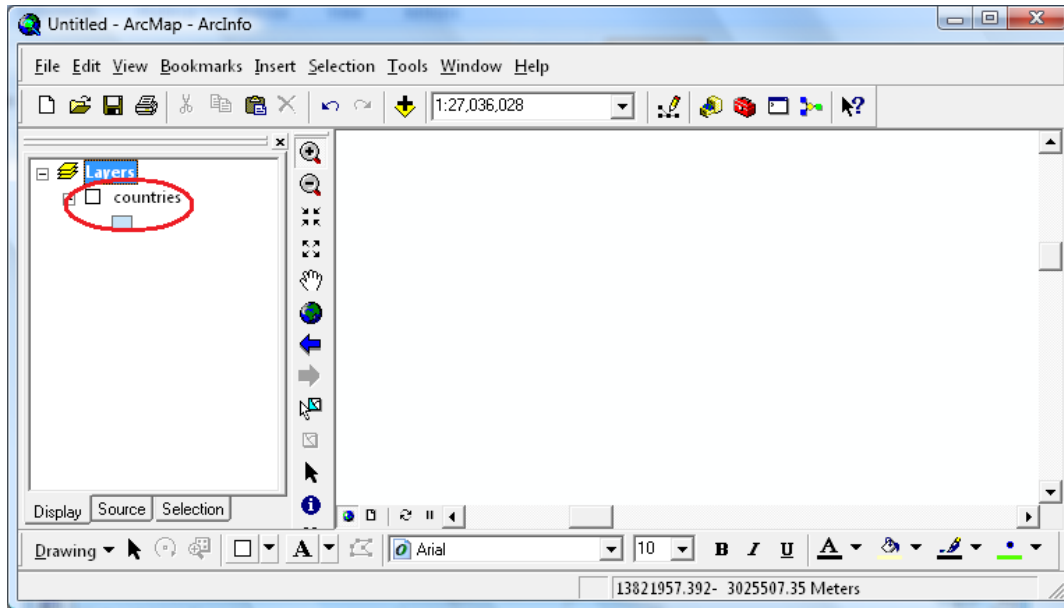 Untitled - ArcMap - ArcInfo
File Edit View Bookmarks Insert Selection Tools Window Help
1:27,036,028
Layers
countries
Display Source Selection
Drawing A Arial 10 B I U A
13821957.392- 3025507.35 Meters